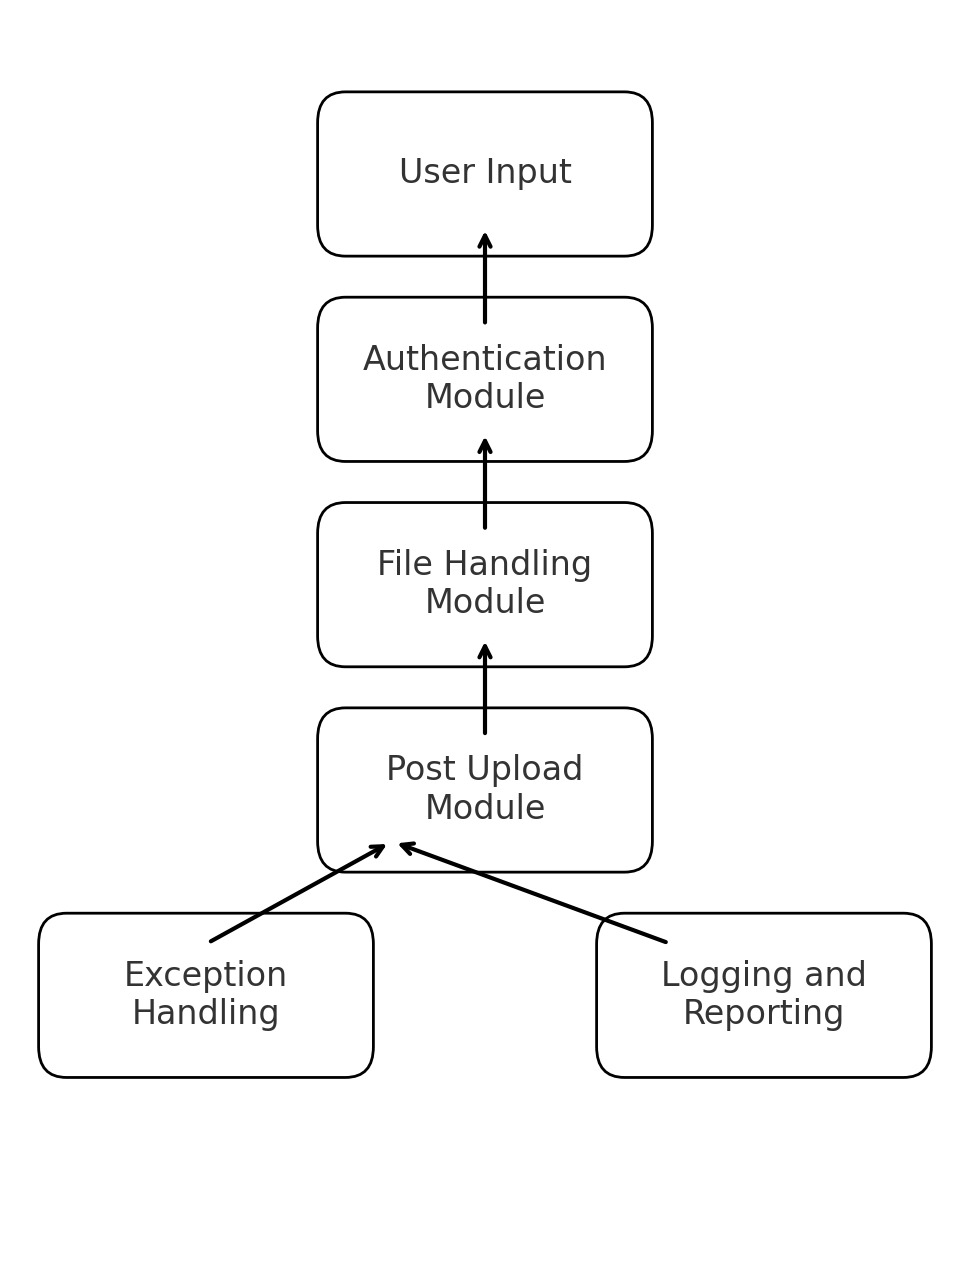 User Input
Authentication
Module
File Handling
Module
Post Upload
Module
Exception
Handling
Logging and
Reporting